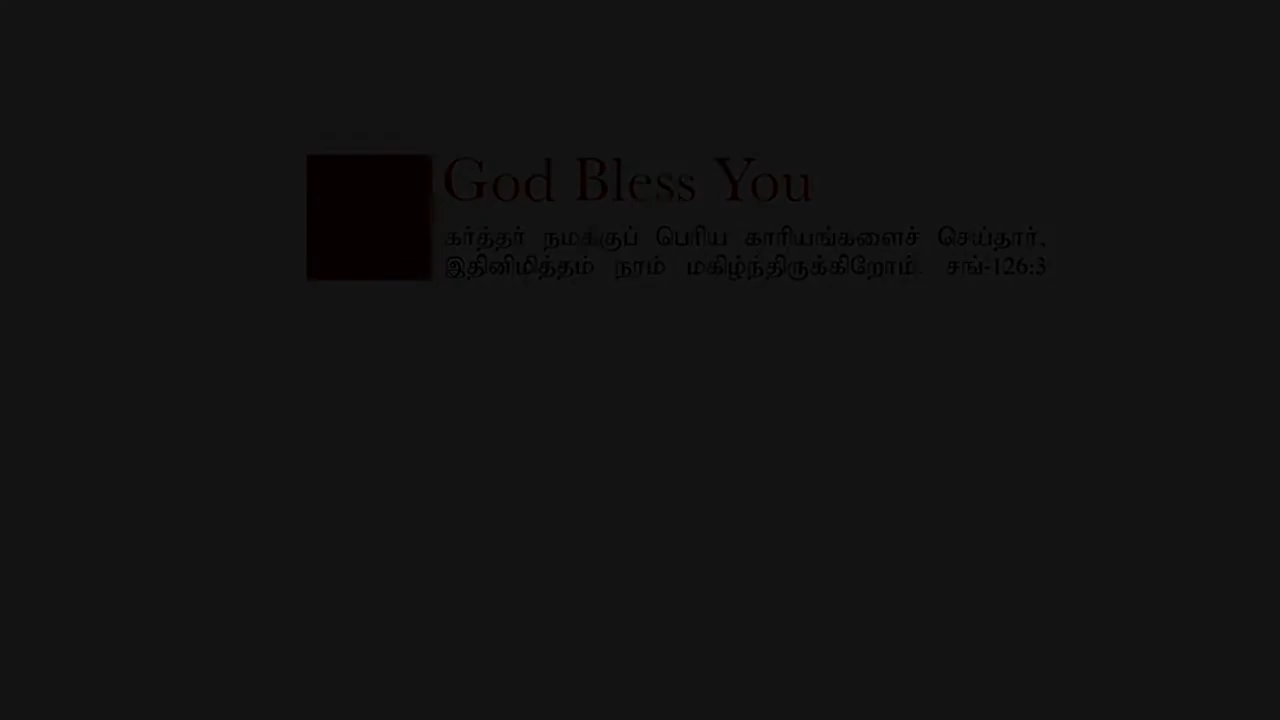 God Bless You
கர்த்தர் நமக்குப் பெரிய காரியங்களைச் செய்தார்,
இதினிமித்தம் நாம் மகிழ்ந்திருக்கிறோம். சங்-126:3